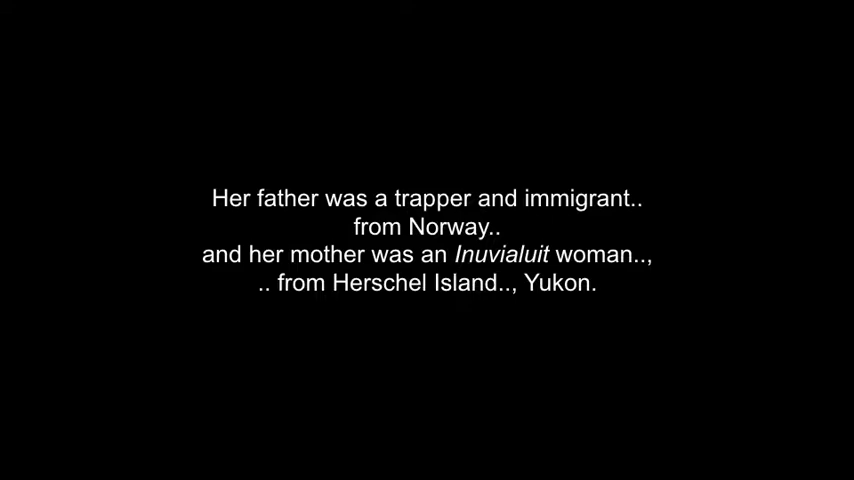 Her father was a trapper and immigrant..
from Norway..
and her mother was an Inuvialuit woman..,
.. from Herschel Island.., Yukon.